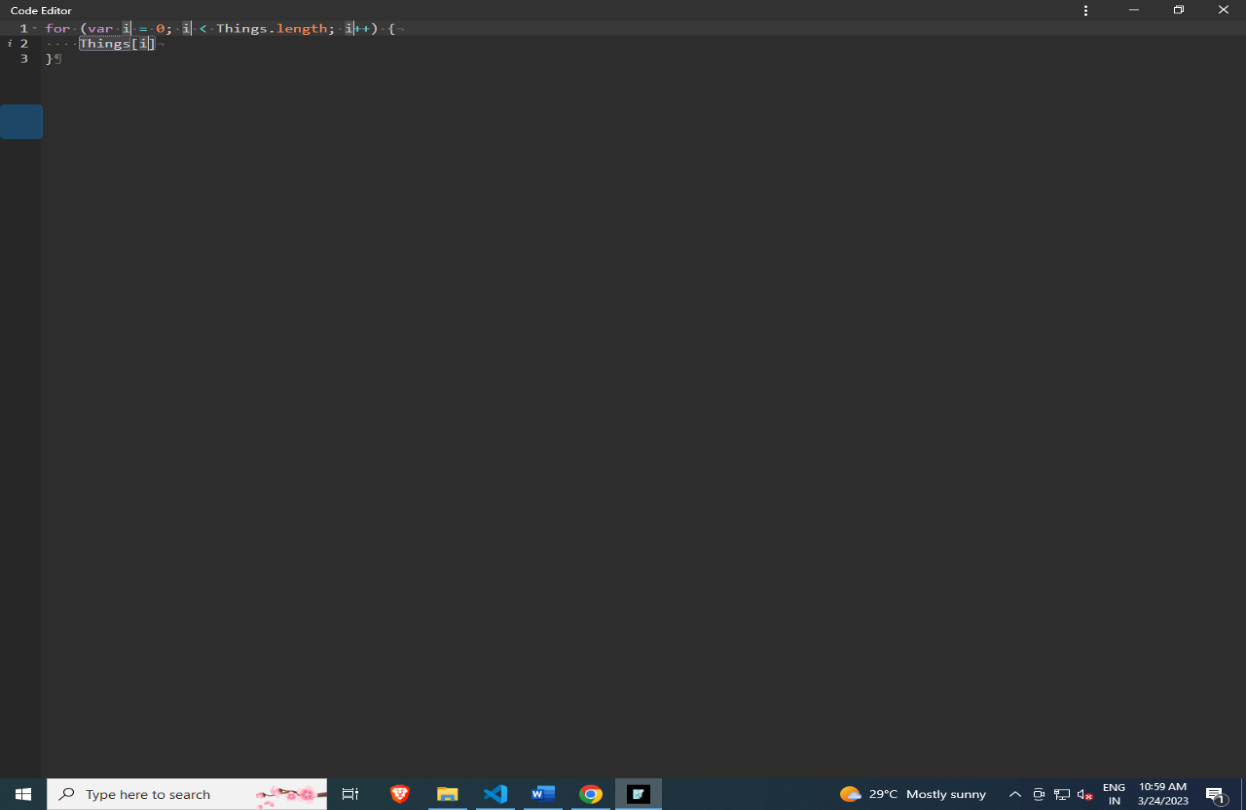 Code Editor
1 for (var i = 0; i < Things.length; i++) {
i 2 Things[i]
3 }
Type here to search
29°C Mostly sunny
ENG
IN
10:59 AM
3/24/2023
1